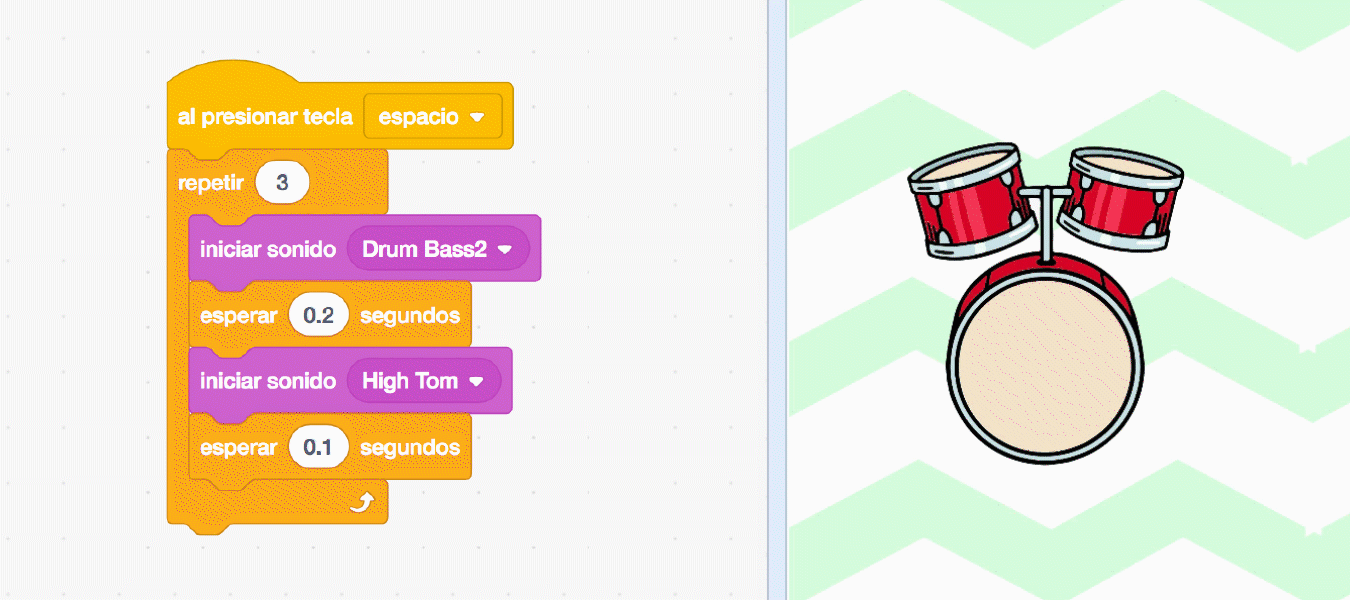 al presionar tecla espacio
repetir 3
iniciar sonido Drum Bass2
esperar 0.2 segundos
iniciar sonido High Tom
esperar 0.1 segundos